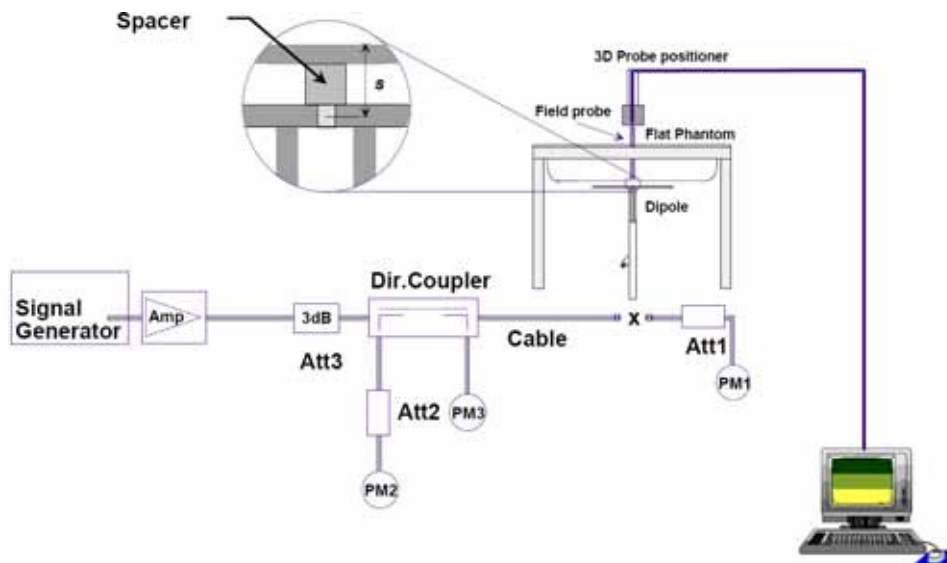 Spacer
s
3D Probe positioner
Field probe
Flat Phantom
Dipole
Signal
Generator
Amp
3dB
Att3
Dir.Coupler
Cable
x
Att1
PM1
Att2
PM3
PM2